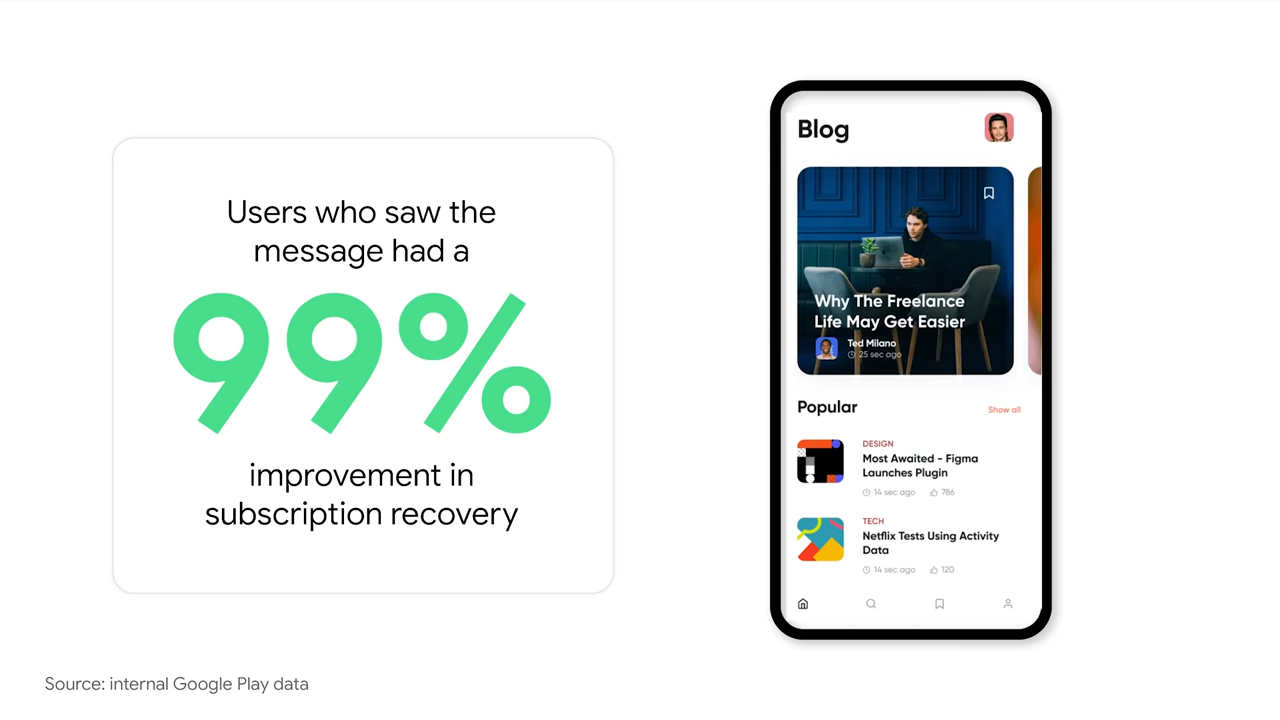 Users who saw the
message had a
99%
improvement in
subscription recovery
Source: internal Google Play data
Blog
Why The Freelance
Life May Get Easier
Ted Milano
25 sec ago
Popular
Show all
DESIGN
Most Awaited - Figma
Launches Plugin
14 sec ago 786
TECH
Netflix Tests Using Activity
Data
14 sec ago 120